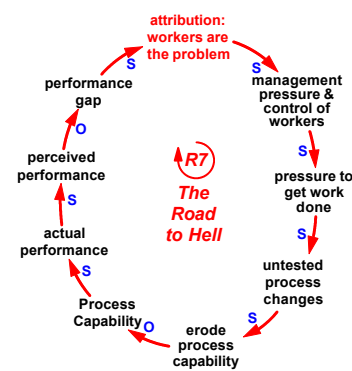 attribution:
workers are
the problem
S
management
pressure &
control of
workers
S
pressure to
get work
done
S
untested
process
changes
S
erode
process
capability
O
Process
Capability
S
actual
performance
S
perceived
performance
O
performance
gap
S
R7
The
Road
to Hell